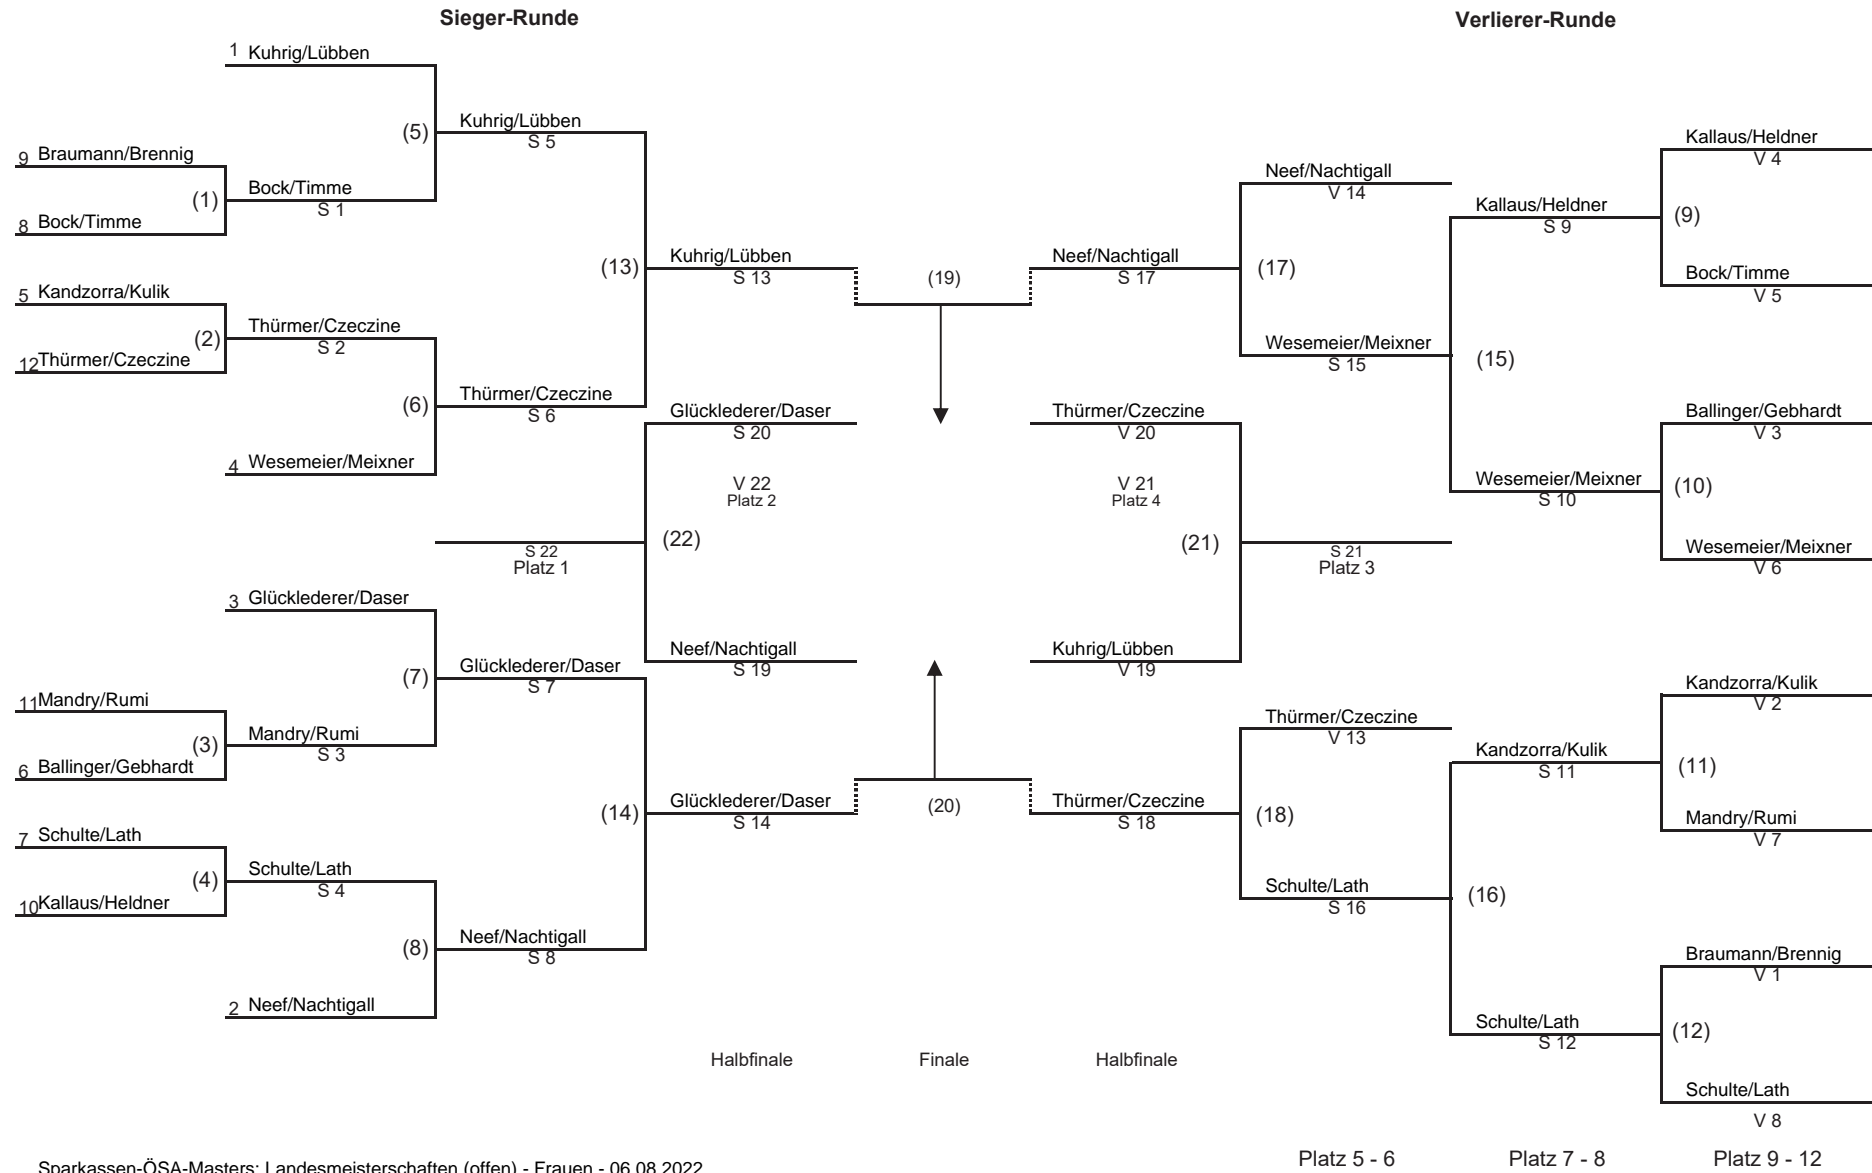 Sieger-Runde
Verlierer-Runde
1 Kuhrig/Lübben
(5)
Kuhrig/Lübben
S 5
9 Braumann/Brennig
(1)
Bock/Timme
S 1
8 Bock/Timme
5 Kandzorra/Kulik
(2)
Thürmer/Czeczine
S 2
12 Thürmer/Czeczine
(6)
Thürmer/Czeczine
S 6
4 Wesemeier/Meixner
(13)
Kuhrig/Lübben
S 13
(19)
Glücklederer/Daser
S 20
V 22
Platz 2
(22)
S 22
Platz 1
Neef/Nachtigall
S 19
3 Glücklederer/Daser
(7)
Glücklederer/Daser
S 7
11 Mandry/Rumi
(3)
Mandry/Rumi
S 3
6 Ballinger/Gebhardt
7 Schulte/Lath
(4)
Schulte/Lath
S 4
10 Kallaus/Heldner
(8)
Neef/Nachtigall
S 8
2 Neef/Nachtigall
(14)
Glücklederer/Daser
S 14
(20)
Neef/Nachtigall
S 17
(17)
Neef/Nachtigall
V 14
Wesemeier/Meixner
S 15
(15)
Kallaus/Heldner
S 9
(9)
Kallaus/Heldner
V 4
Bock/Timme
V 5
Wesemeier/Meixner
S 10
(10)
Ballinger/Gebhardt
V 3
Wesemeier/Meixner
V 6
Thürmer/Czeczine
V 20
V 21
Platz 4
(21)
S 21
Platz 3
Kuhrig/Lübben
V 19
Thürmer/Czeczine
V 13
(18)
Thürmer/Czeczine
S 18
Schulte/Lath
S 16
(16)
Kandzorra/Kulik
S 11
(11)
Kandzorra/Kulik
V 2
Mandry/Rumi
V 7
Schulte/Lath
S 12
(12)
Braumann/Brennig
V 1
Schulte/Lath
V 8
Halbfinale
Finale
Halbfinale
Platz 5 - 6
Platz 7 - 8
Platz 9 - 12
Sparkassen-ÖSA-Masters: Landesmeisterschaften (offen) - Frauen - 06.08.2022